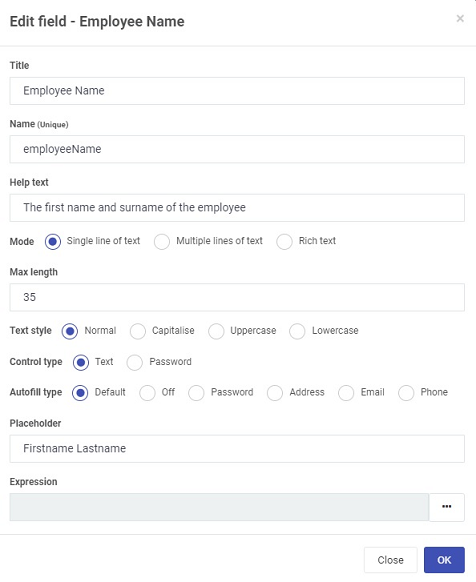 Edit field - Employee Name
×
Title
Employee Name
Name (Unique)
employeeName
Help text
The first name and surname of the employee
Mode Single line of text Multiple lines of text Rich text
Max length
35
Text style Normal Capitalise Uppercase Lowercase
Control type Text Password
Autofill type Default Off Password Address Email Phone
Placeholder
Firstname Lastname
Expression
...
Close OK